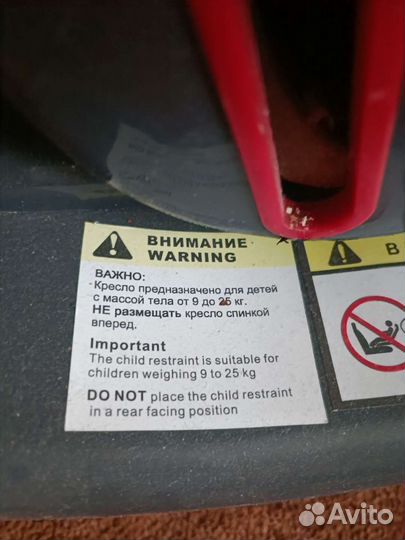 ВНИМАНИЕ
WARNING
ВАЖНО:
Кресло предназначено для детей
с массой тела от 9 до 25 кг.
НЕ размещать кресло спинкой
вперед.
Important
The child restraint is suitable for
children weighing 9 to 25 kg
DO NOT place the child restraint
in a rear facing position
В
Avito